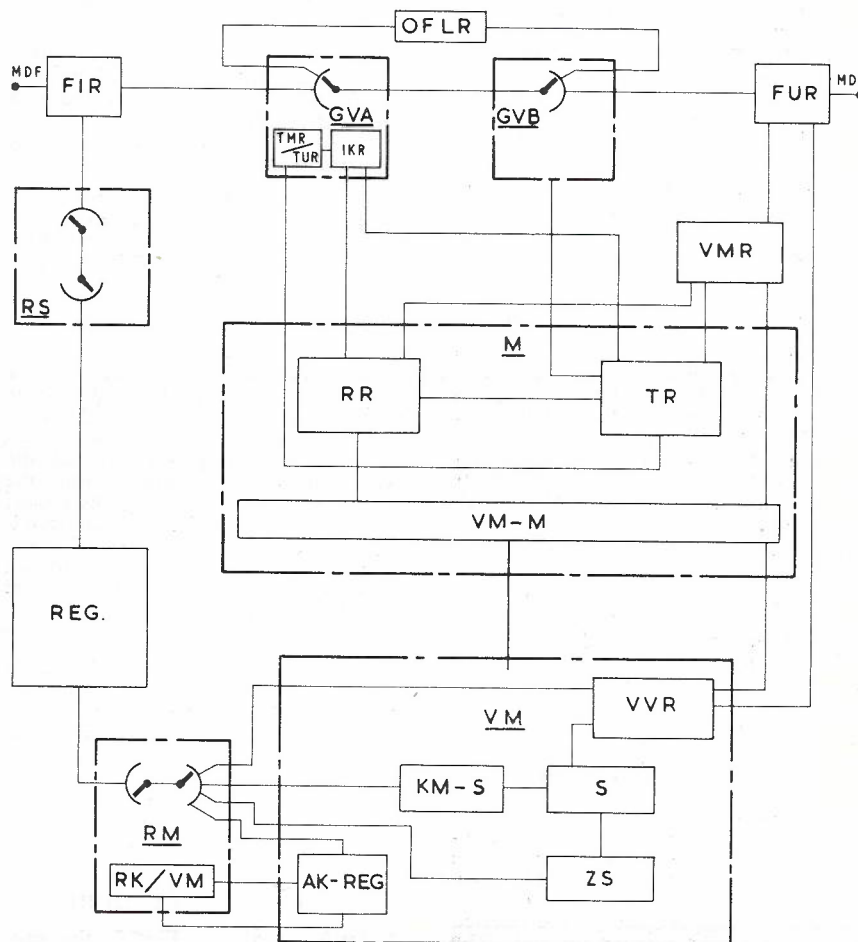 OFLR
MDF
FIR
GVA
GVB
FUR
MD
TMR/TUR
IKR
VMR
RS
M
RR
TR
VM-M
REG.
VM
VVR
KM-S
S
RM
RK/VM
AK-REG
ZS